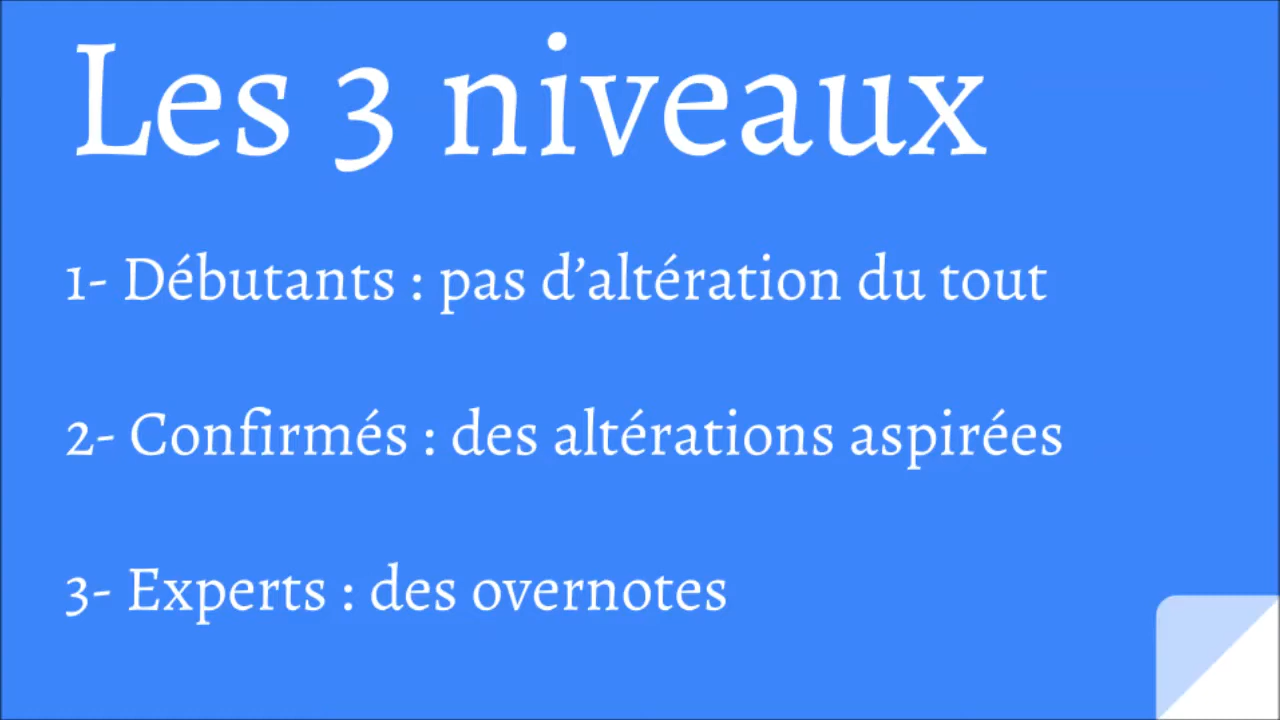 Les 3 niveaux
1- Débutants : pas d’altération du tout
2- Confirmés : des altérations aspirées
3- Experts : des overnotes